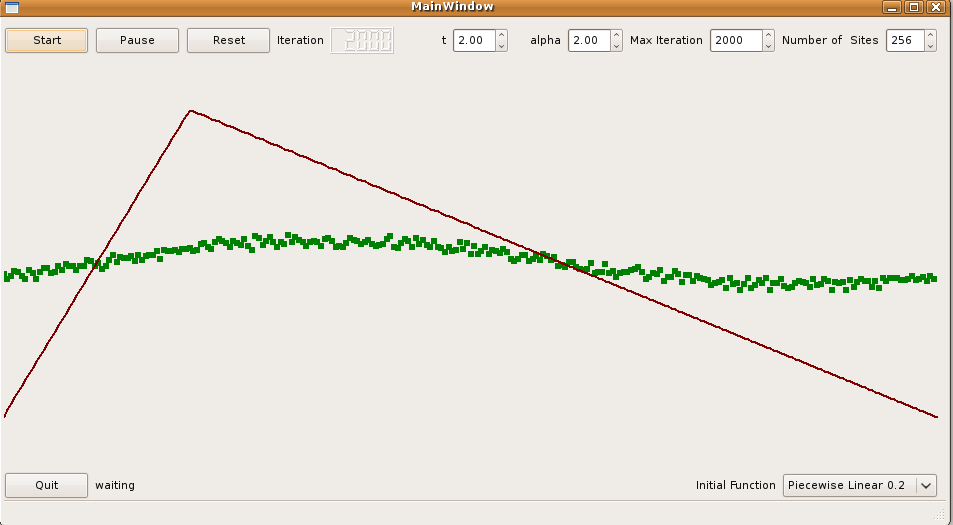 MainWindow
Start Pause Reset Iteration 2000 t 2.00 alpha 2.00 Max Iteration 2000 Number of Sites 256
Quit waiting Initial Function Piecewise Linear 0.2